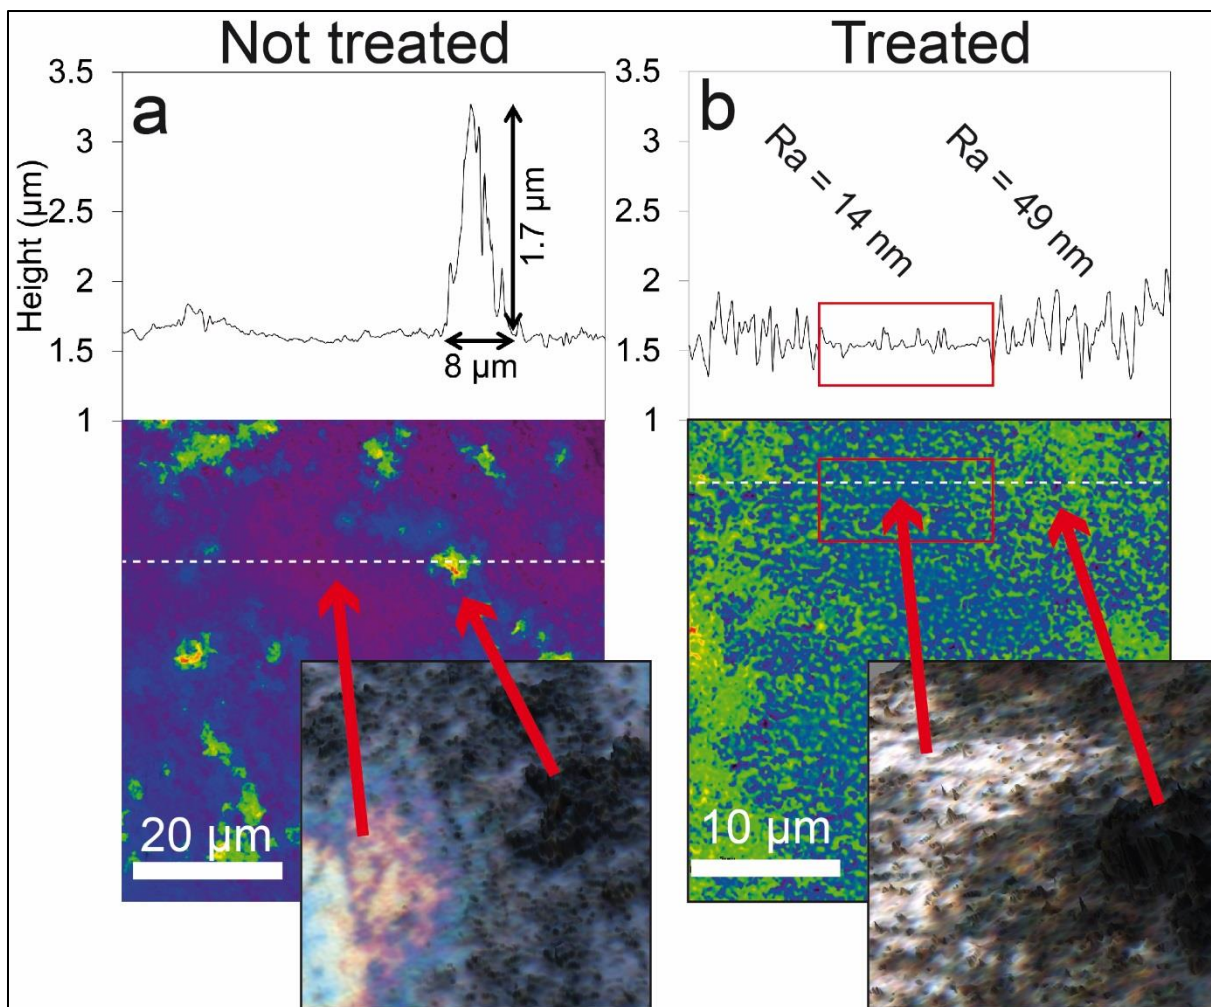 Not treated
Treated
3.5
3
2.5
2
1.5
1
Height (µm)
a
1.7 µm
8 µm
3.5
3
2.5
2
1.5
1
b
Ra = 14 nm
Ra = 49 nm
20 µm
10 µm